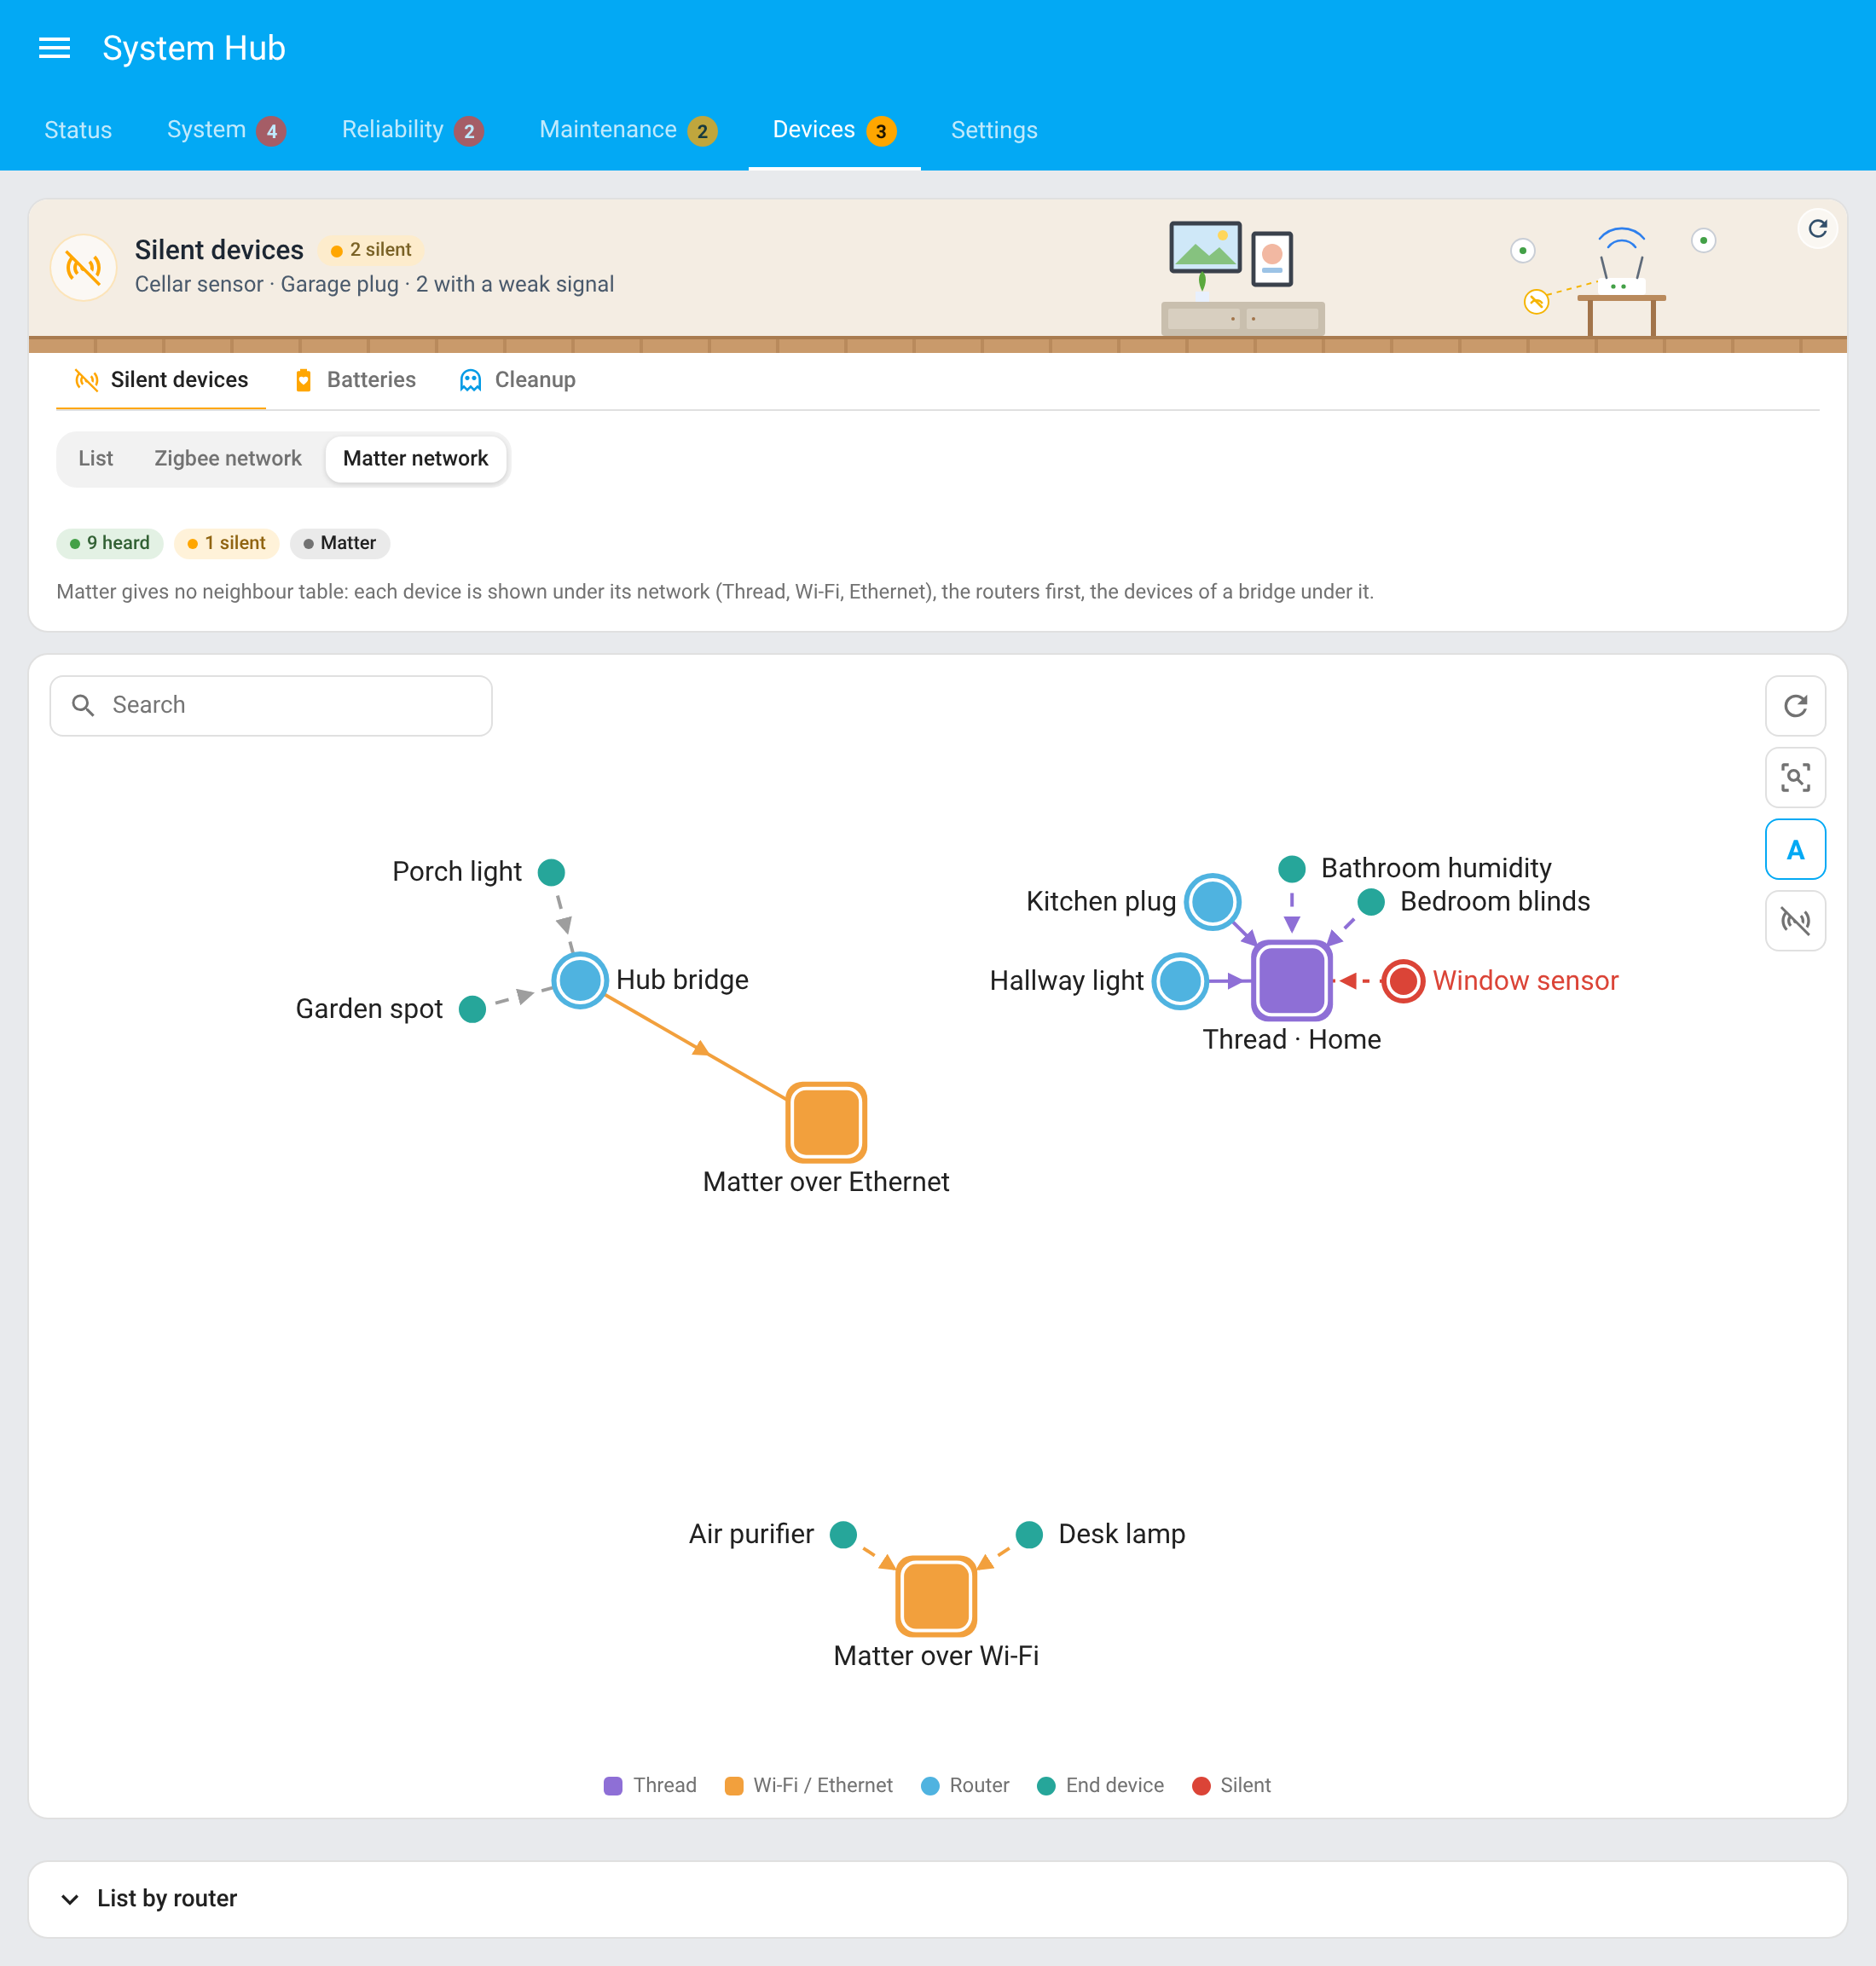 System Hub
Status
System 4
Reliability 2
Maintenance 2
Devices 3
Settings
Silent devices
2 silent
Cellar sensor · Garage plug · 2 with a weak signal
Silent devices
Batteries
Cleanup
List
Zigbee network
Matter network
9 heard
1 silent
Matter
Matter gives no neighbour table: each device is shown under its network (Thread, Wi-Fi, Ethernet), the routers first, the devices of a bridge under it.
Search
A
Porch light
Bathroom humidity
Kitchen plug
Bedroom blinds
Hub bridge
Hallway light
Window sensor
Garden spot
Thread · Home
Matter over Ethernet
Air purifier
Desk lamp
Matter over Wi-Fi
Thread
Wi-Fi / Ethernet
Router
End device
Silent
List by router